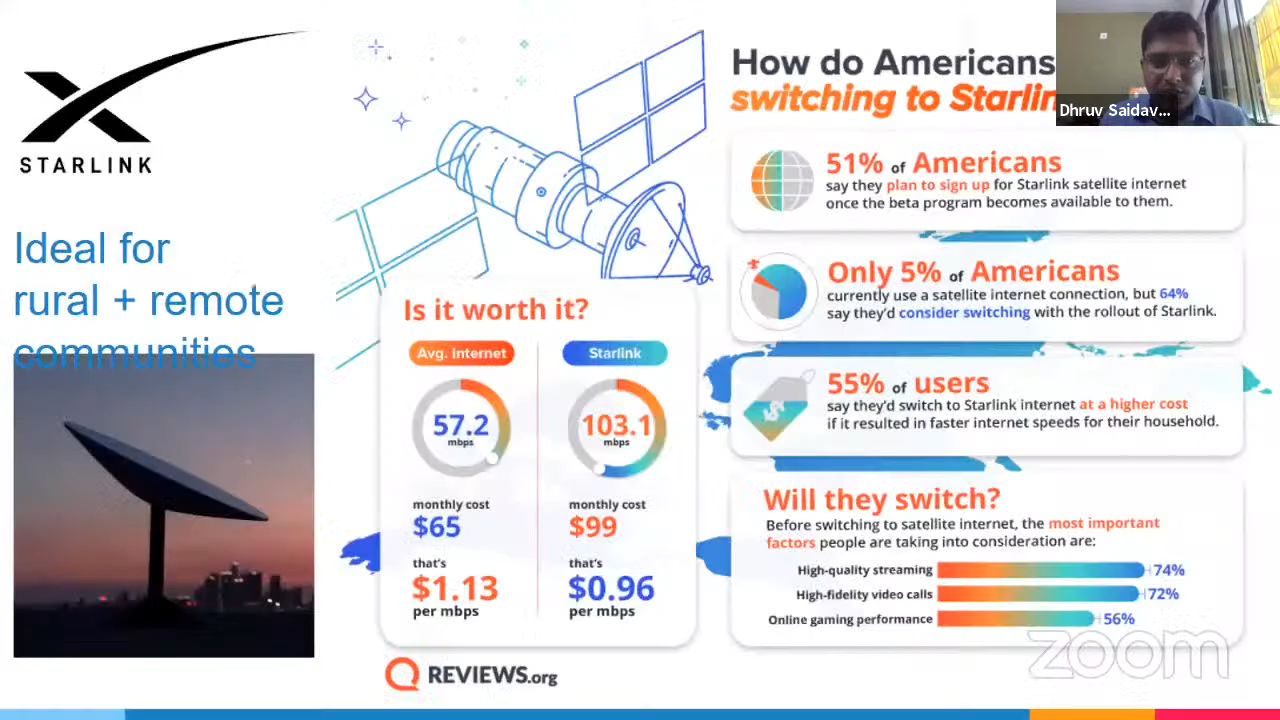 STARLINK
Ideal for
rural + remote
communities
How do Americans
switching to Starlin
Dhruv Saidav...
51% of Americans
say they plan to sign up for Starlink satellite internet
once the beta program becomes available to them.
Only 5% of Americans
currently use a satellite internet connection, but 64%
say they'd consider switching with the rollout of Starlink.
55% of users
say they'd switch to Starlink internet at a higher cost
if it resulted in faster internet speeds for their household.
Is it worth it?
Avg. Internet
57.2
mbps
monthly cost
$65
that's
$1.13
per mbps
Starlink
103.1
mbps
monthly cost
$99
that's
$0.96
per mbps
Will they switch?
Before switching to satellite internet, the most important
factors people are taking into consideration are:
High-quality streaming 74%
High-fidelity video calls 72%
Online gaming performance 56%
REVIEWS.org
zoom